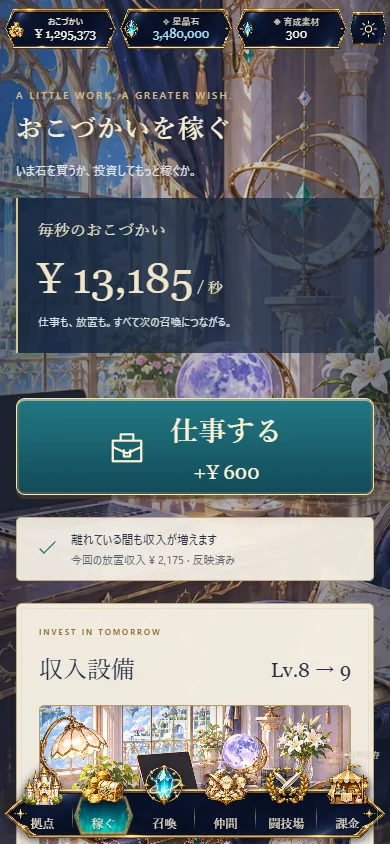 おこづかい
¥ 1,295,373
✧ 星晶石
3,480,000
◈ 育成素材
300
A LITTLE WORK. A GREATER WISH.
おこづかいを稼ぐ
いま石を買うか、投資してもっと稼ぐか。
毎秒のおこづかい
¥ 13,185 / 秒
仕事も、放置も。すべて次の召喚につながる。
仕事する
+¥ 600
離れている間も収入が増えます
今回の放置収入 ¥ 2,175 · 反映済み
INVEST IN TOMORROW
収入設備
Lv.8 → 9
拠点
稼ぐ
召喚
仲間
闘技場
課金